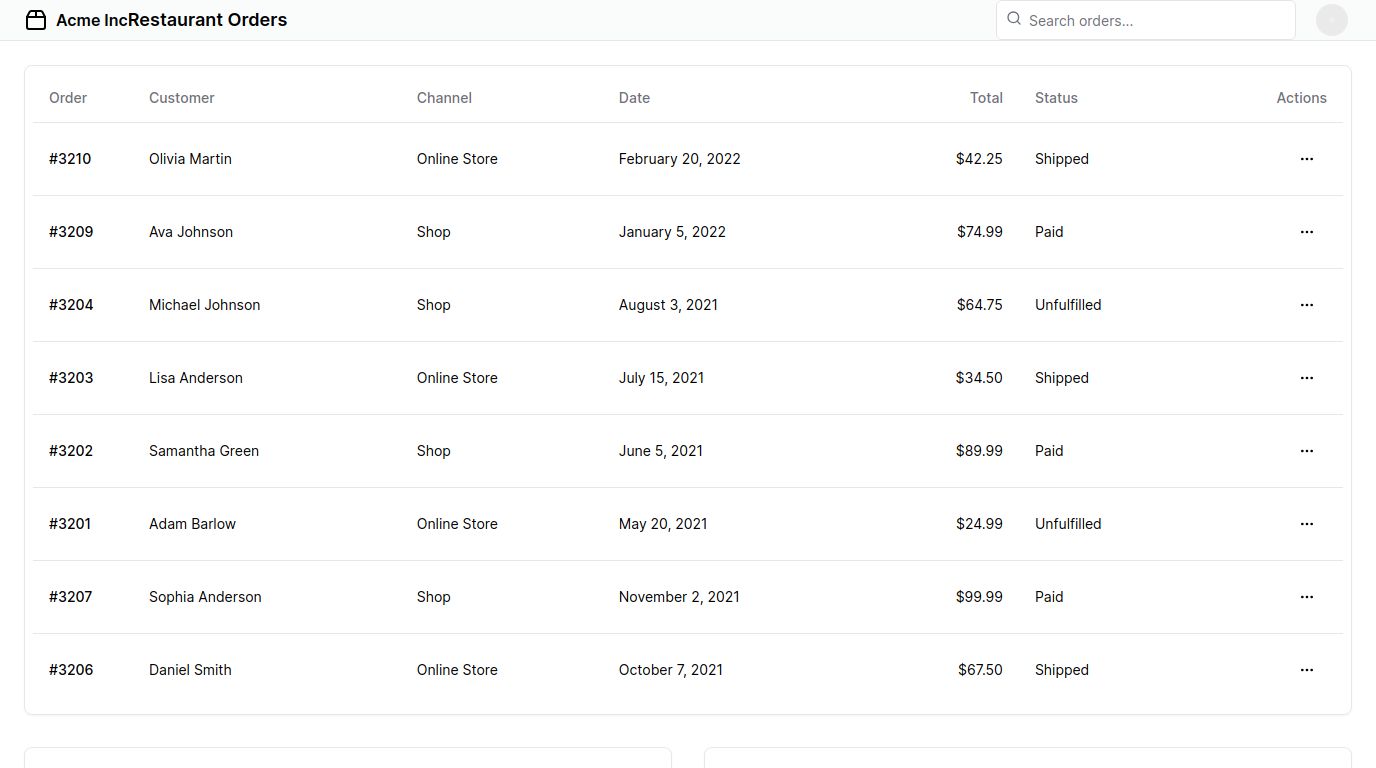 Acme IncRestaurant Orders Search orders...
Order Customer Channel Date Total Status Actions
#3210 Olivia Martin Online Store February 20, 2022 $42.25 Shipped ...
#3209 Ava Johnson Shop January 5, 2022 $74.99 Paid ...
#3204 Michael Johnson Shop August 3, 2021 $64.75 Unfulfilled ...
#3203 Lisa Anderson Online Store July 15, 2021 $34.50 Shipped ...
#3202 Samantha Green Shop June 5, 2021 $89.99 Paid ...
#3201 Adam Barlow Online Store May 20, 2021 $24.99 Unfulfilled ...
#3207 Sophia Anderson Shop November 2, 2021 $99.99 Paid ...
#3206 Daniel Smith Online Store October 7, 2021 $67.50 Shipped ...